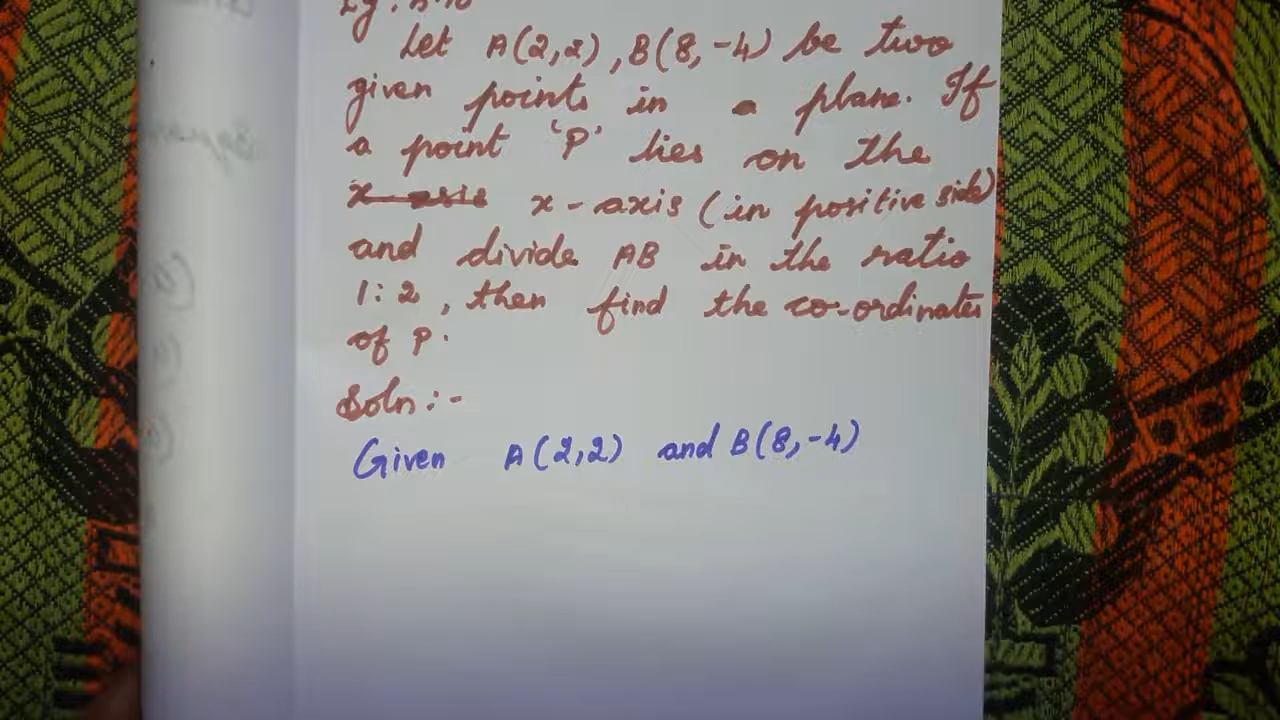 Let A(2,2), B(8,-4) be two
given points in a plane. If
a point 'P' lies on the
x-axis x-axis (in positive side)
and divide AB in the ratio
1:2, then find the co-ordinates
of P.
Soln:-
Given A(2,2) and B(8,-4)